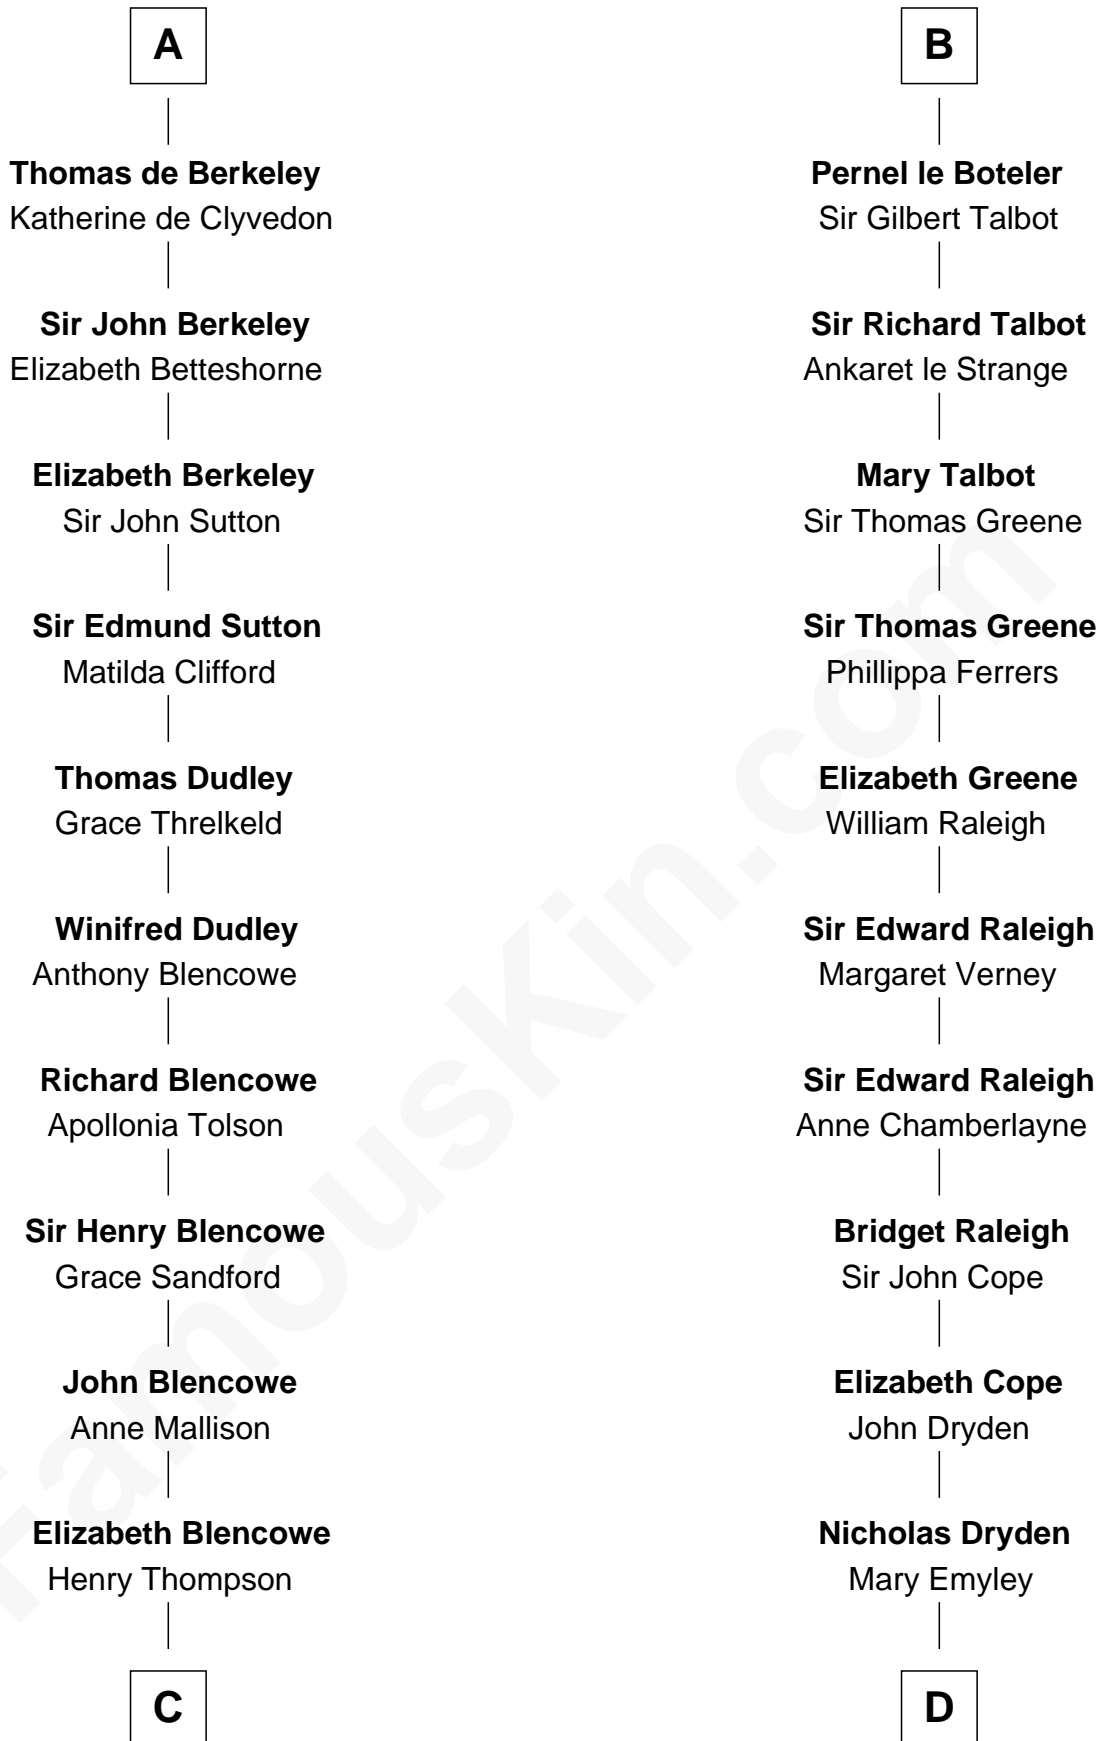 A
Thomas de Berkeley
Katherine de Clyvedon
Sir John Berkeley
Elizabeth Betteshorne
Elizabeth Berkeley
Sir John Sutton
Sir Edmund Sutton
Matilda Clifford
Thomas Dudley
Grace Threlkeld
Winifred Dudley
Anthony Blencowe
Richard Blencowe
Apollonia Tolson
Sir Henry Blencowe
Grace Sandford
John Blencowe
Anne Mallison
Elizabeth Blencowe
Henry Thompson
C
B
Pernel le Boteler
Sir Gilbert Talbot
Sir Richard Talbot
Ankaret le Strange
Mary Talbot
Sir Thomas Greene
Sir Thomas Greene
Phillippa Ferrers
Elizabeth Greene
William Raleigh
Sir Edward Raleigh
Margaret Verney
Sir Edward Raleigh
Anne Chamberlayne
Bridget Raleigh
Sir John Cope
Elizabeth Cope
John Dryden
Nicholas Dryden
Mary Emyley
D
FamousKin.com